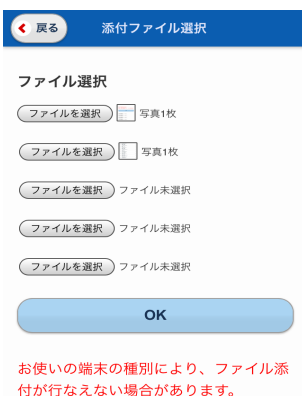 戻る 添付ファイル選択
ファイル選択
ファイルを選択 写真1枚
ファイルを選択 写真1枚
ファイルを選択 ファイル未選択
ファイルを選択 ファイル未選択
ファイルを選択 ファイル未選択
OK
お使いの端末の種別により、ファイル添
付が行なえない場合があります。